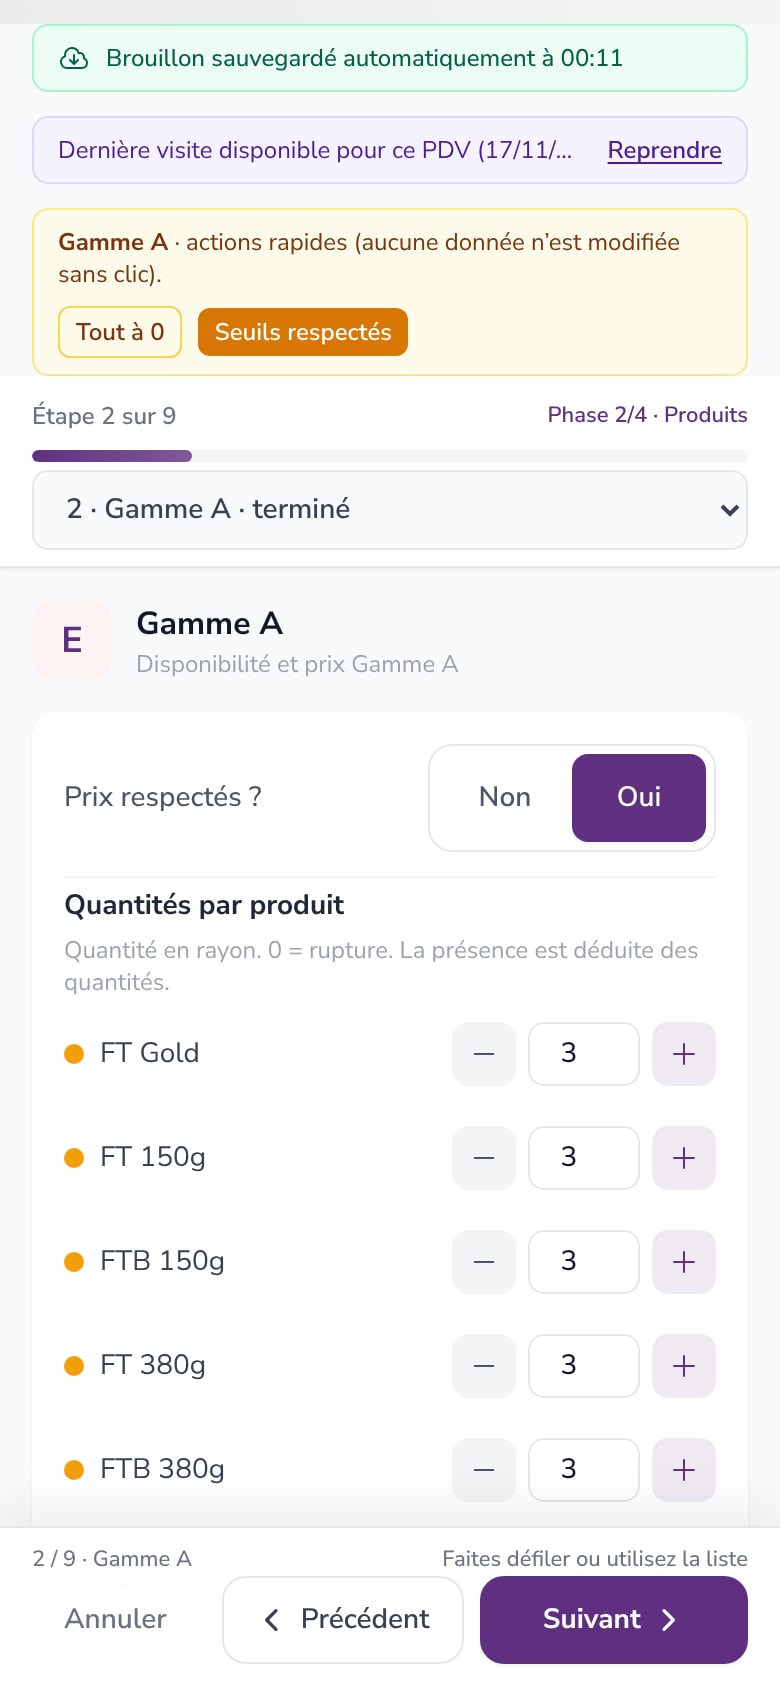 Brouillon sauvegardé automatiquement à 00:11
Dernière visite disponible pour ce PDV (17/11/... Reprendre
Gamme A · actions rapides (aucune donnée n’est modifiée
sans clic).
Tout à 0 Seuils respectés
Étape 2 sur 9 Phase 2/4 · Produits
2 · Gamme A · terminé
E
Gamme A
Disponibilité et prix Gamme A
Prix respectés ? Non Oui
Quantités par produit
Quantité en rayon. 0 = rupture. La présence est déduite des
quantités.
FT Gold − 3 +
FT 150g − 3 +
FTB 150g − 3 +
FT 380g − 3 +
FTB 380g − 3 +
2 / 9 · Gamme A Faites défiler ou utilisez la liste
Annuler Précédent Suivant